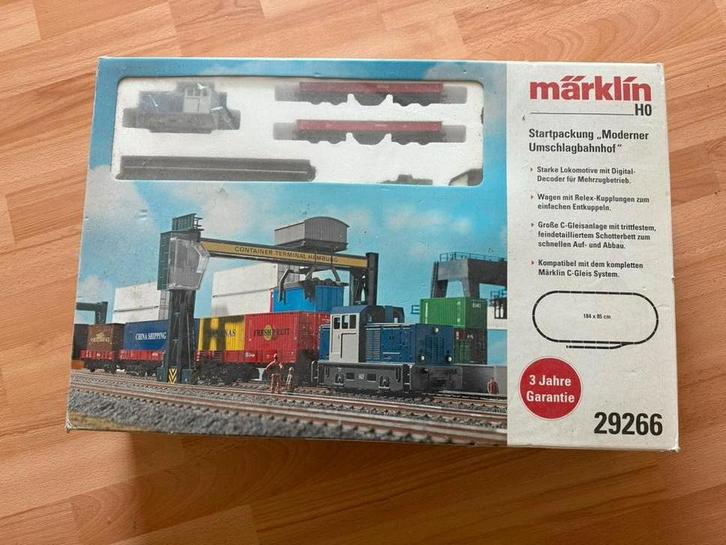 märklin
H0
Startpackung „Moderner
Umschlagbahnhof“
Starke Lokomotive mit Digital-
Decoder für Mehrzugbetrieb.
Wagen mit Relex-Kupplungen zum
einfachen Entkuppeln.
Große C-Gleisanlage mit trittfestem,
feindetailliertem Schotterbett zum
schnellen Auf- und Abbau.
Kompatibel mit dem kompletten
Märklin C-Gleis System.
184 x 85 cm
3 Jahre
Garantie
29266
CONTAINER TERMINAL HAMBURG
CHINA SHIPPING
FRESH FRUIT